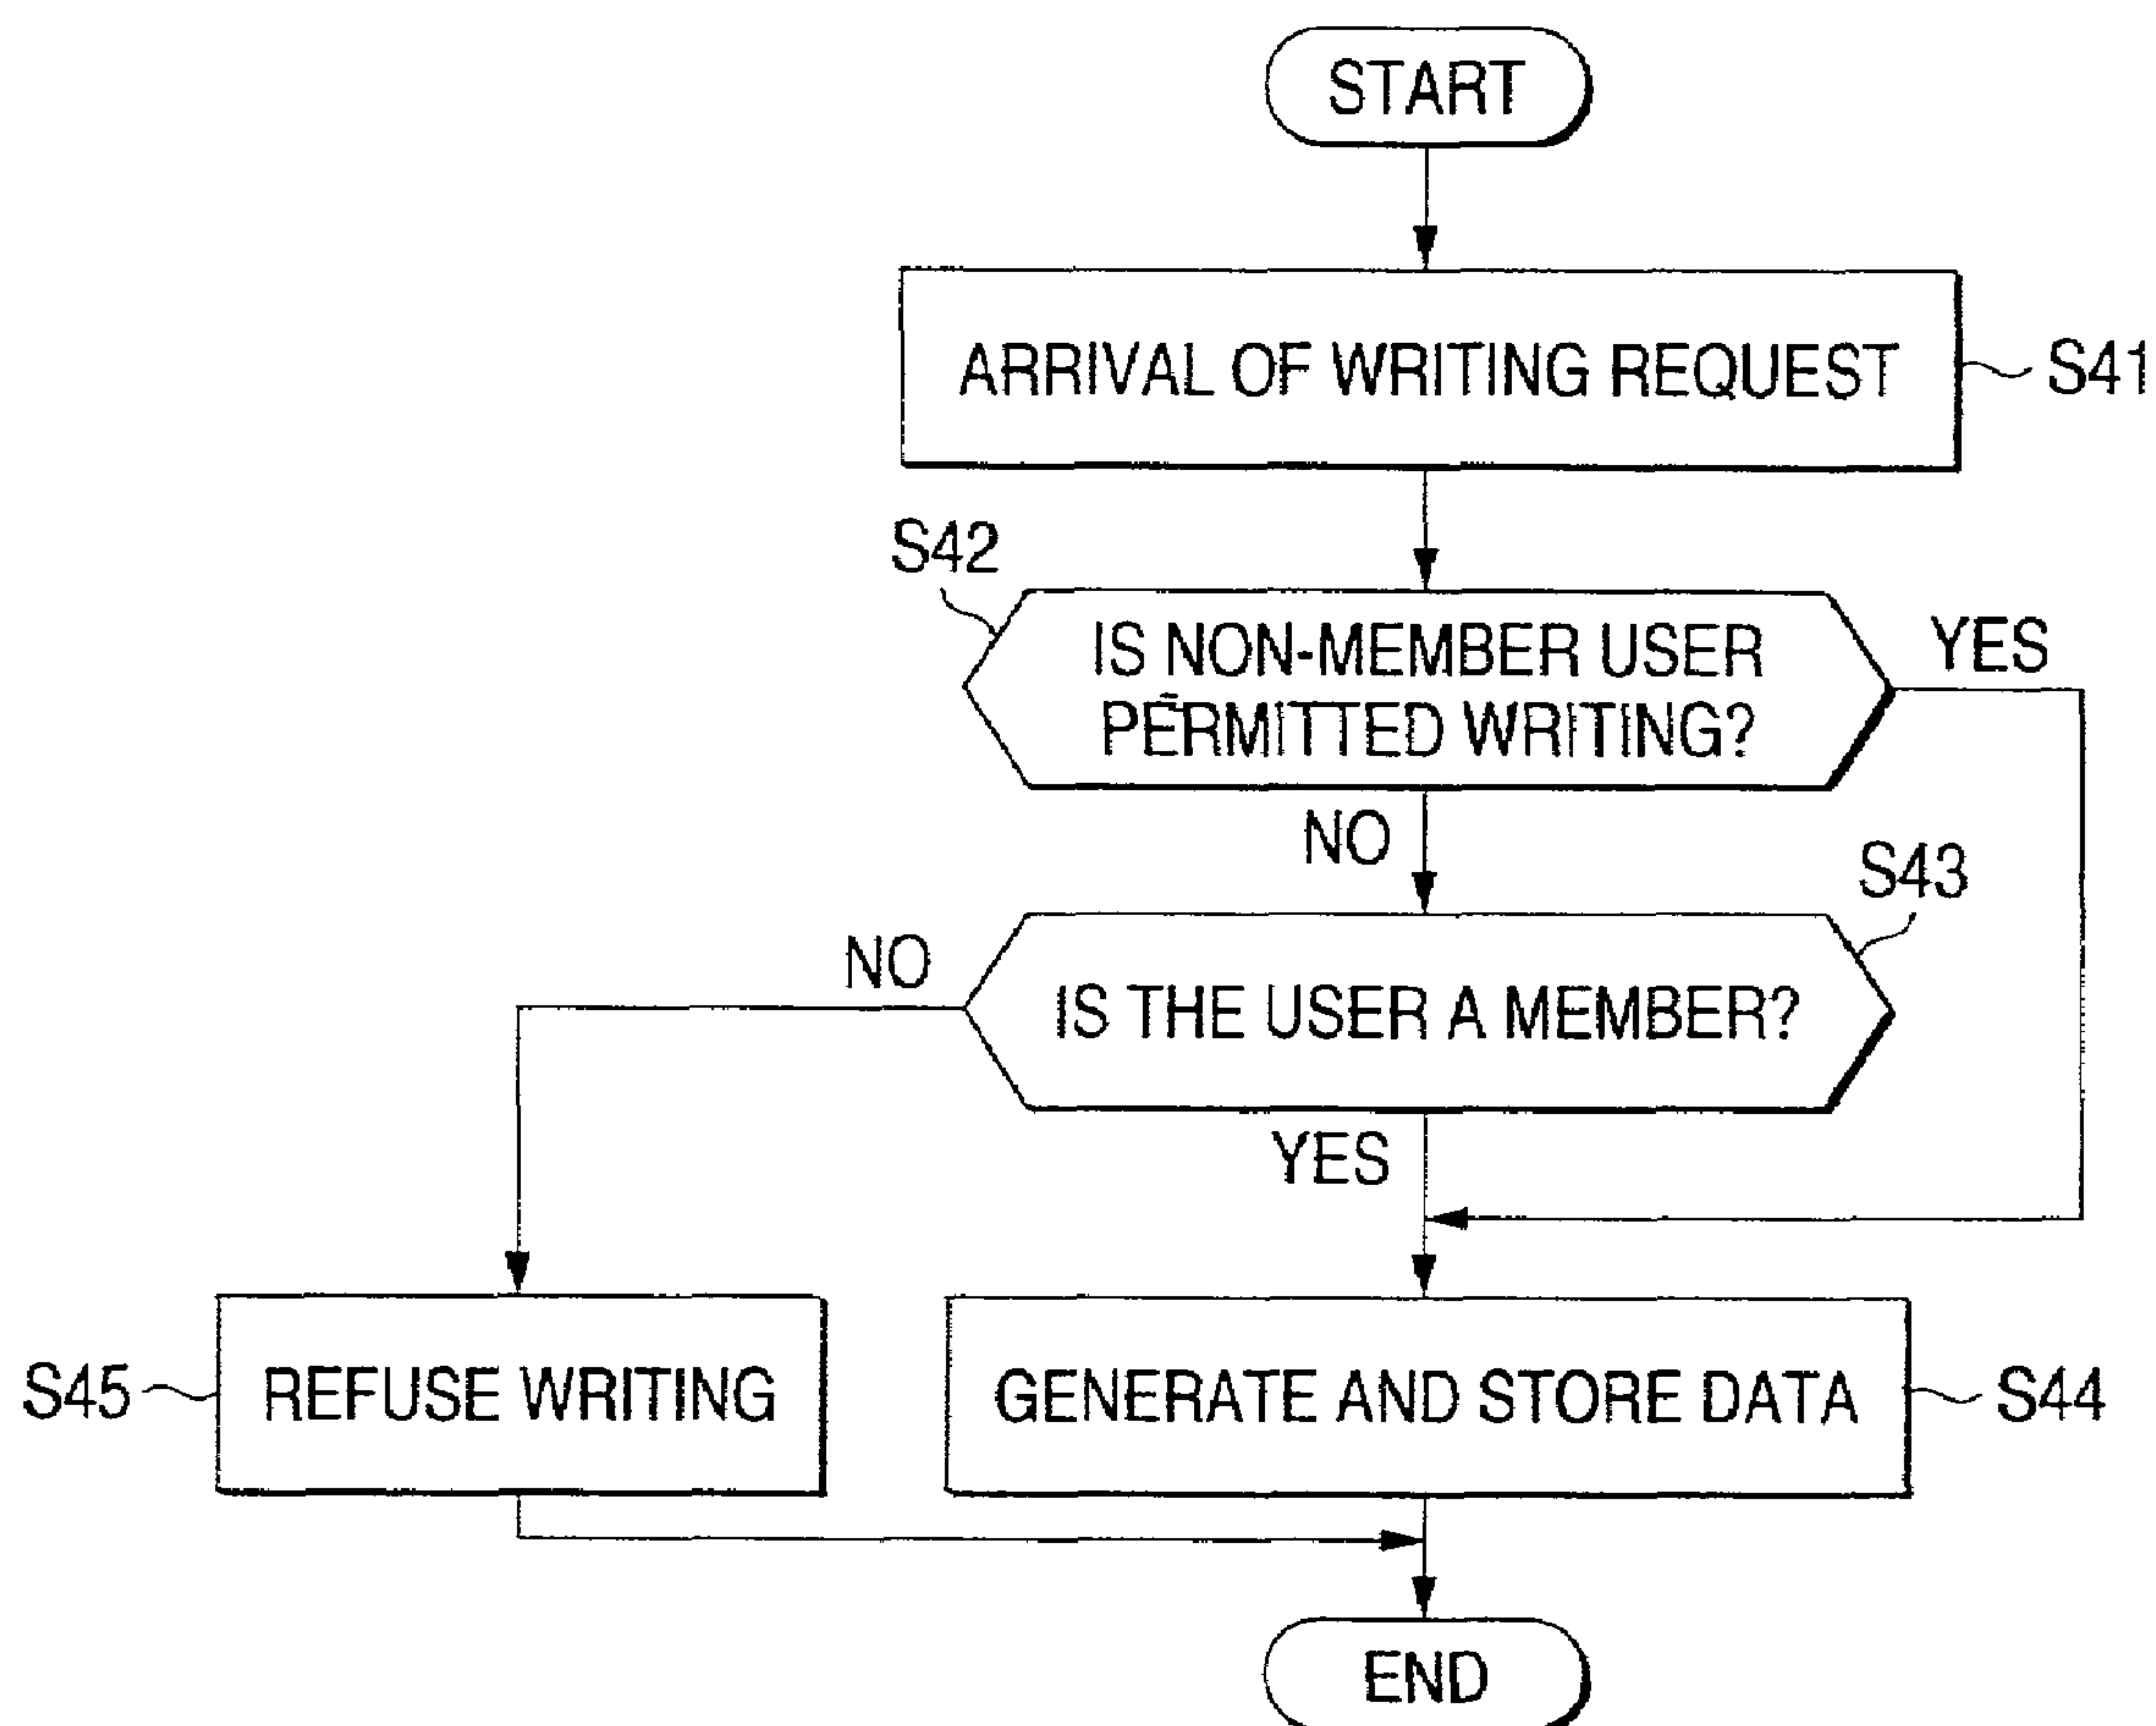 START
ARRIVAL OF WRITING REQUEST
S41
S42
IS NON-MEMBER USER
PERMITTED WRITING?
YES
NO
S43
NO
IS THE USER A MEMBER?
YES
S45
REFUSE WRITING
GENERATE AND STORE DATA
S44
END